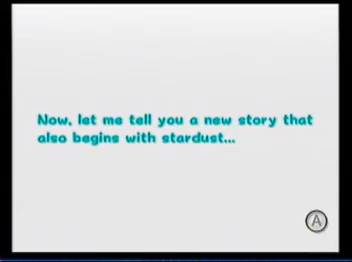 Now, let me tell you a new story that
also begins with stardust...
A